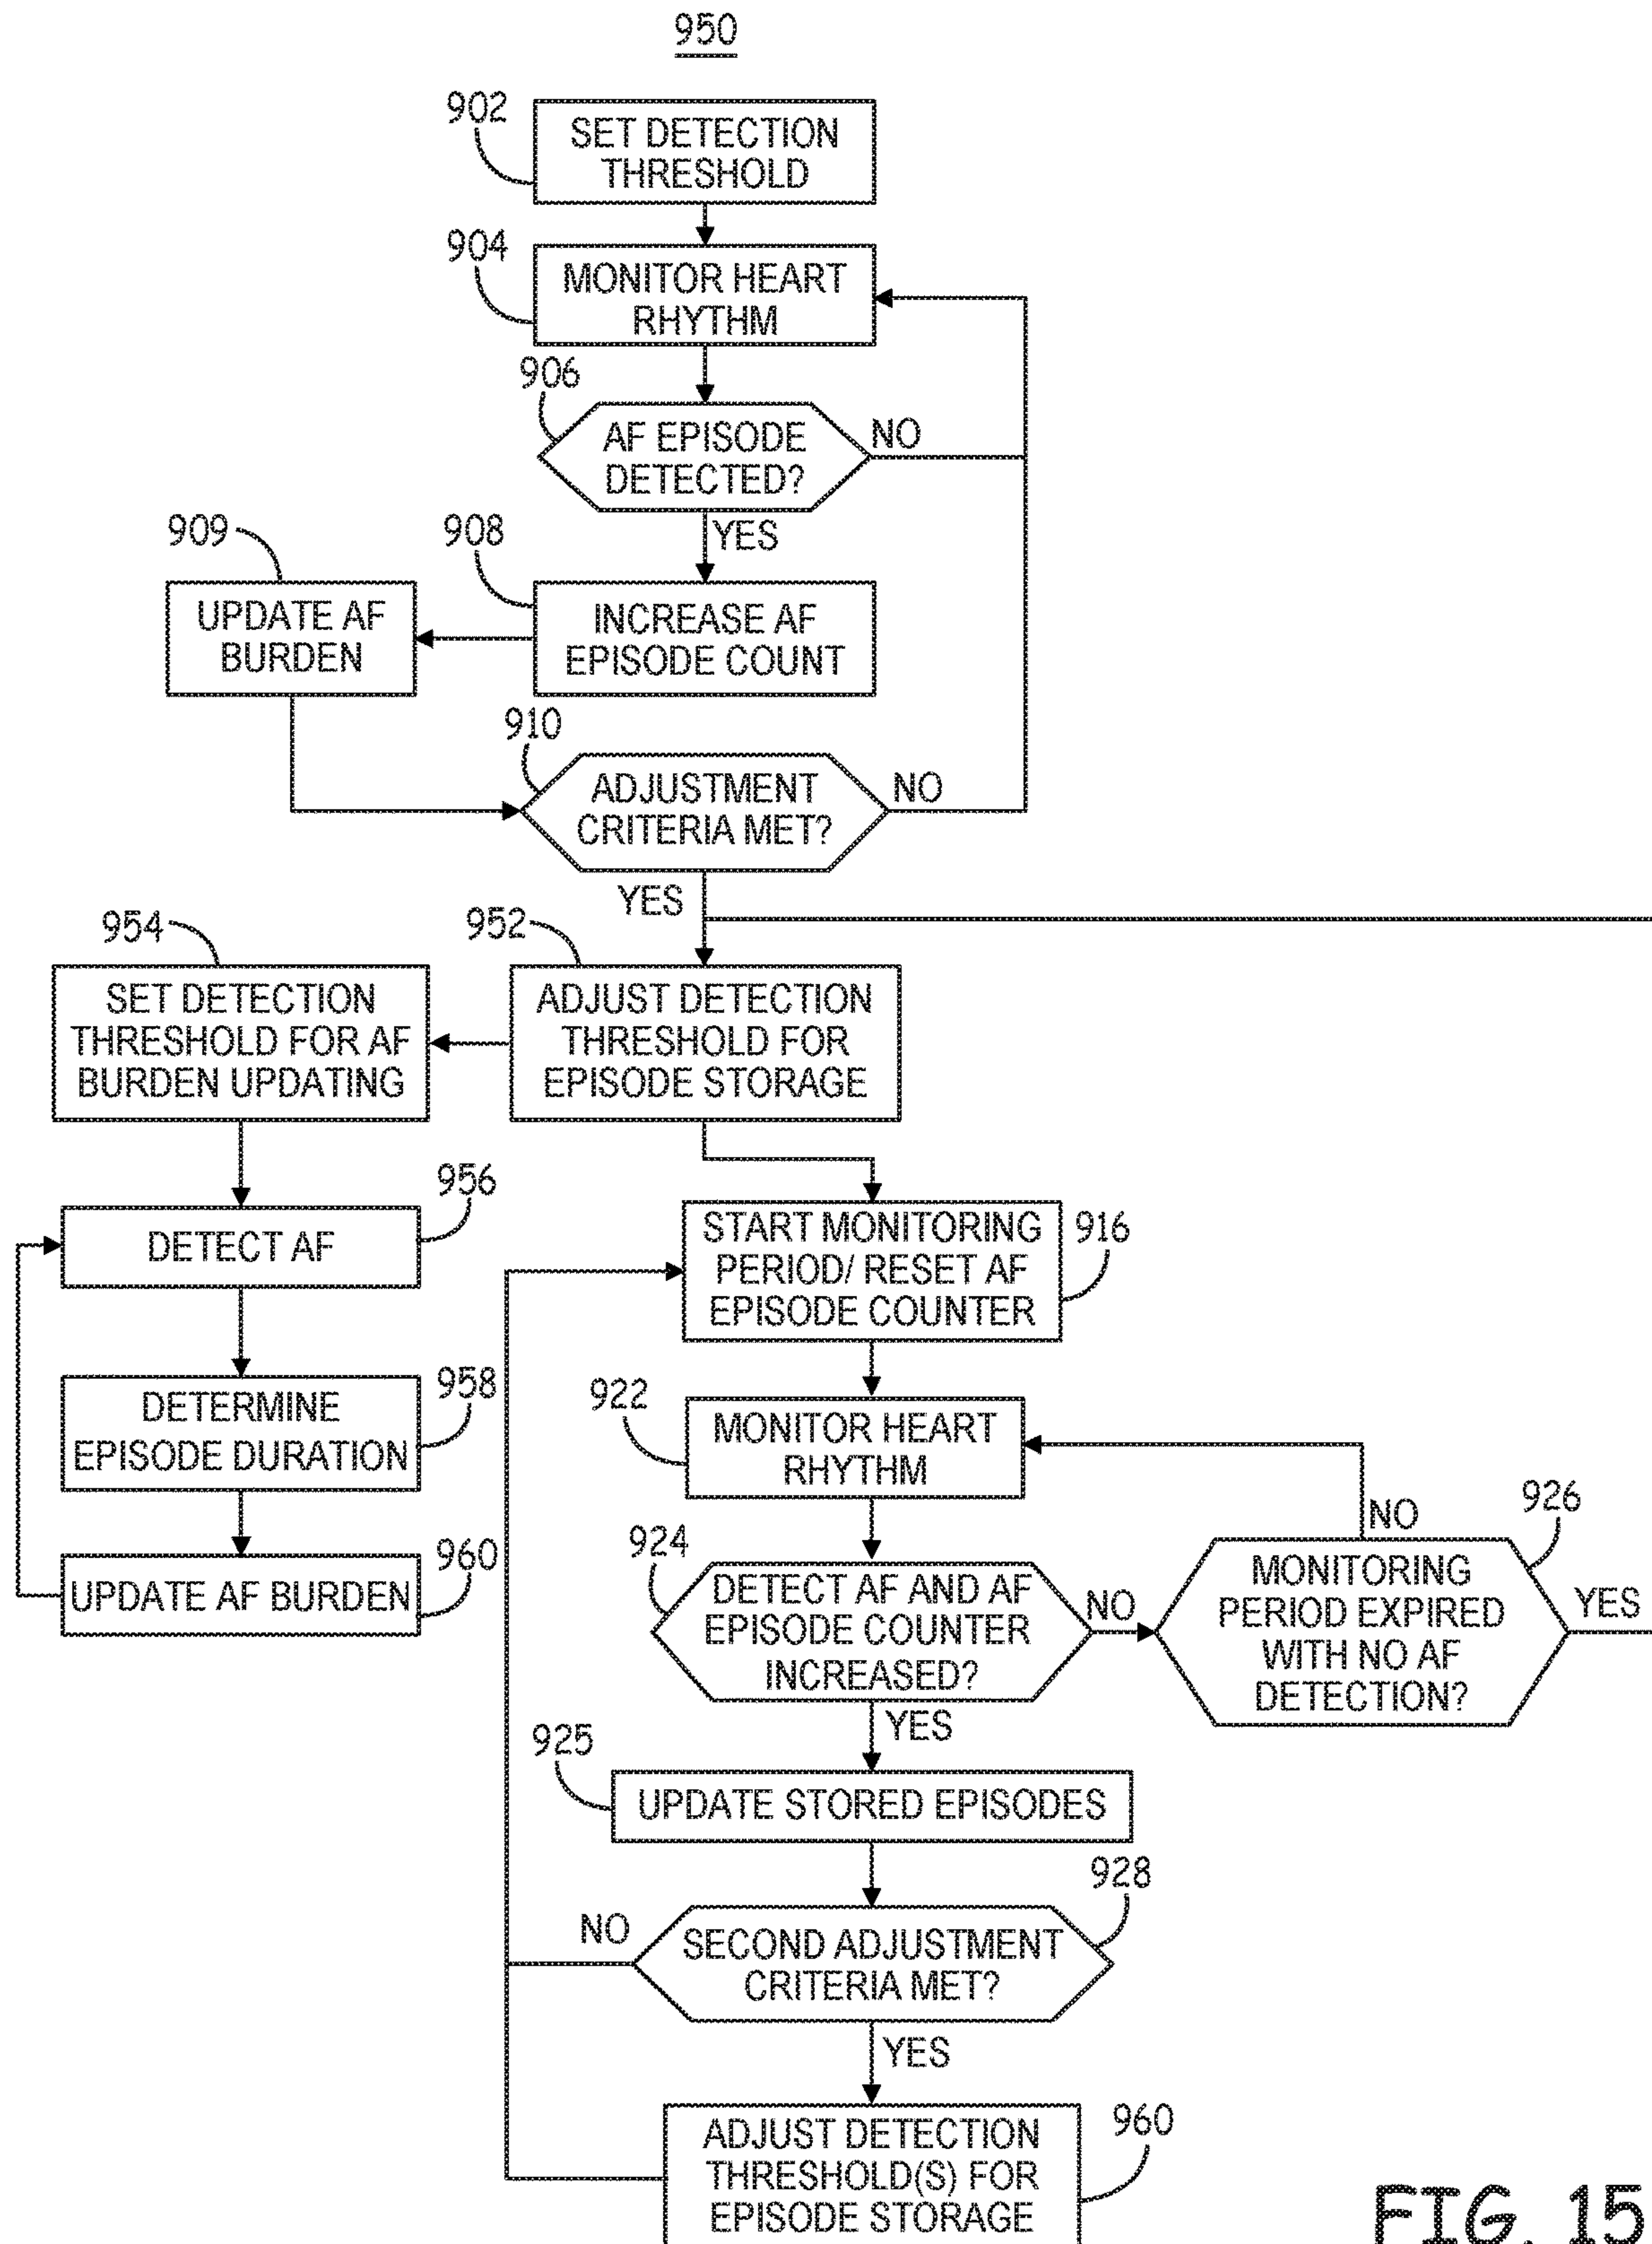 950
902
SET DETECTION
THRESHOLD
904
MONITOR HEART
RHYTHM
906
AF EPISODE
DETECTED?
NO
YES
909
908
UPDATE AF
BURDEN
INCREASE AF
EPISODE COUNT
910
ADJUSTMENT
CRITERIA MET?
NO
YES
954
952
SET DETECTION
THRESHOLD FOR AF
BURDEN UPDATING
ADJUST DETECTION
THRESHOLD FOR
EPISODE STORAGE
956
DETECT AF
START MONITORING
PERIOD/ RESET AF
EPISODE COUNTER
916
958
DETERMINE
EPISODE DURATION
922
MONITOR HEART
RHYTHM
960
UPDATE AF BURDEN
924
DETECT AF AND AF
EPISODE COUNTER
INCREASED?
NO
NO
926
MONITORING
PERIOD EXPIRED
WITH NO AF
DETECTION?
YES
YES
925
UPDATE STORED EPISODES
928
NO
SECOND ADJUSTMENT
CRITERIA MET?
YES
960
ADJUST DETECTION
THRESHOLD(S) FOR
EPISODE STORAGE
FIG. 15